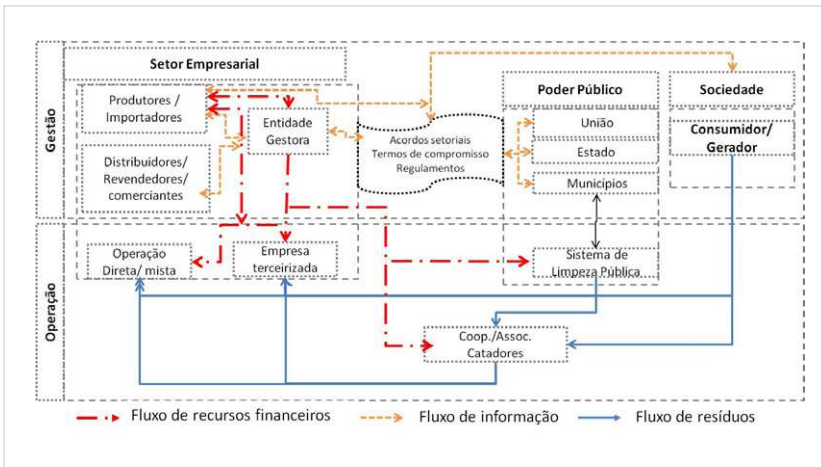 Setor Empresarial
Gestão
Produtores /
Importadores
Entidade
Gestora
Distribuidores/
Revendedores/
comerciantes
Acordos setoriais
Termos de compromisso
Regulamentos
Poder Público
União
Estado
Municípios
Sociedade
Consumidor/
Gerador
Operação
Operação
Direta/ mista
Empresa
terceirizada
Sistema de
Limpeza Pública
Coop./Assoc.
Catadores
Fluxo de recursos financeiros
Fluxo de informação
Fluxo de resíduos